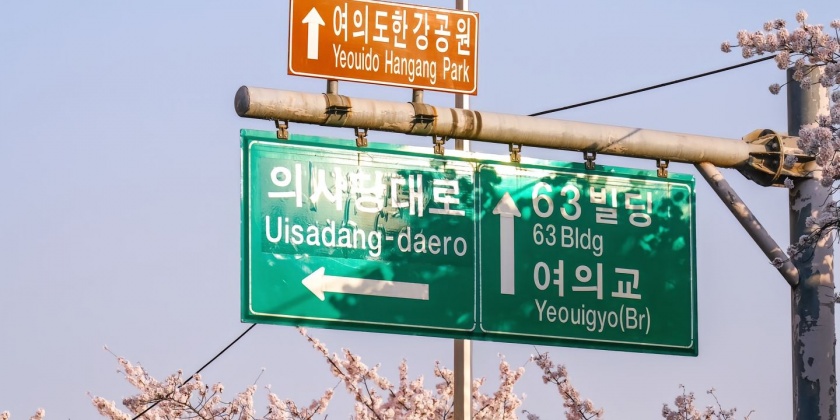 여의도한강공원
Yeouido Hangang Park
의사당대로
Uisadang-daero
63빌딩
63 Bldg
여의교
Yeouigyo(Br)